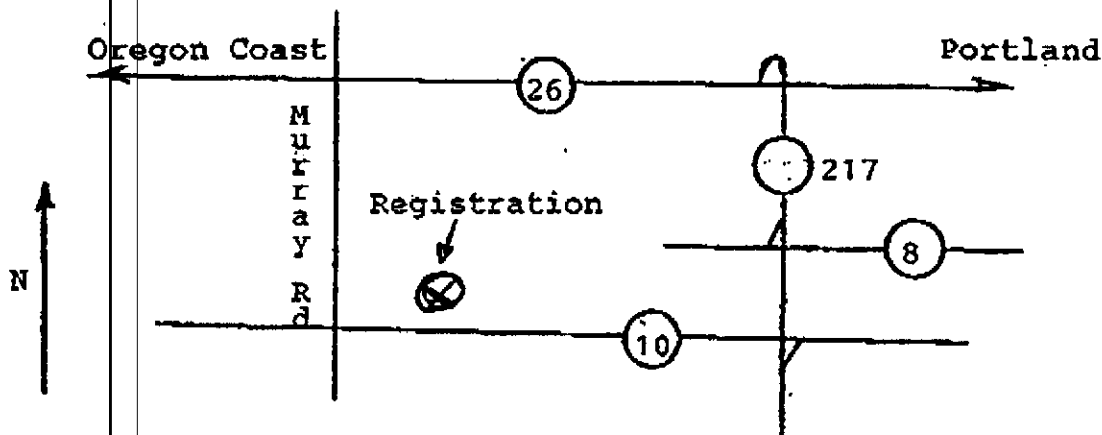 Oregon Coast
Portland
26
Murray Rd
217
Registration
8
N
10